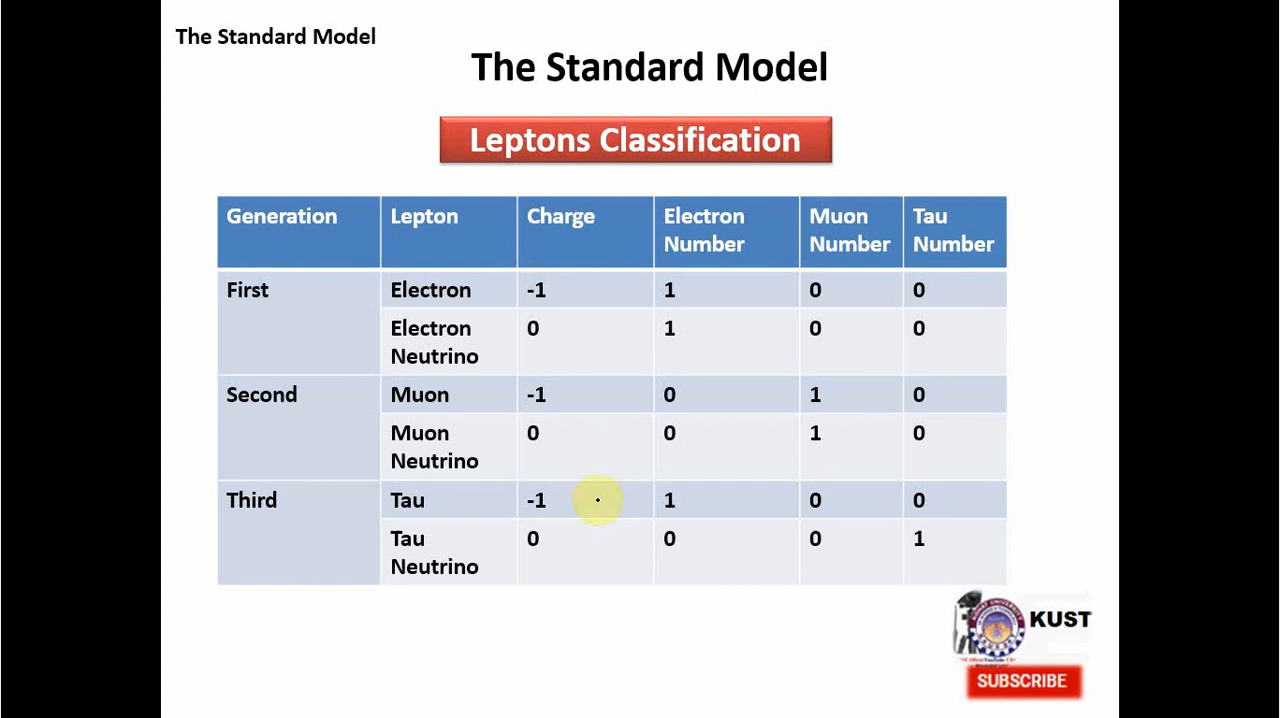 The Standard Model
The Standard Model
Leptons Classification
Generation Lepton Charge Electron Number Muon Number Tau Number
First Electron -1 1 0 0
Electron Neutrino 0 1 0 0
Second Muon -1 0 1 0
Muon Neutrino 0 0 1 0
Third Tau -1 1 0 0
Tau Neutrino 0 0 0 1
KUST
SUBSCRIBE